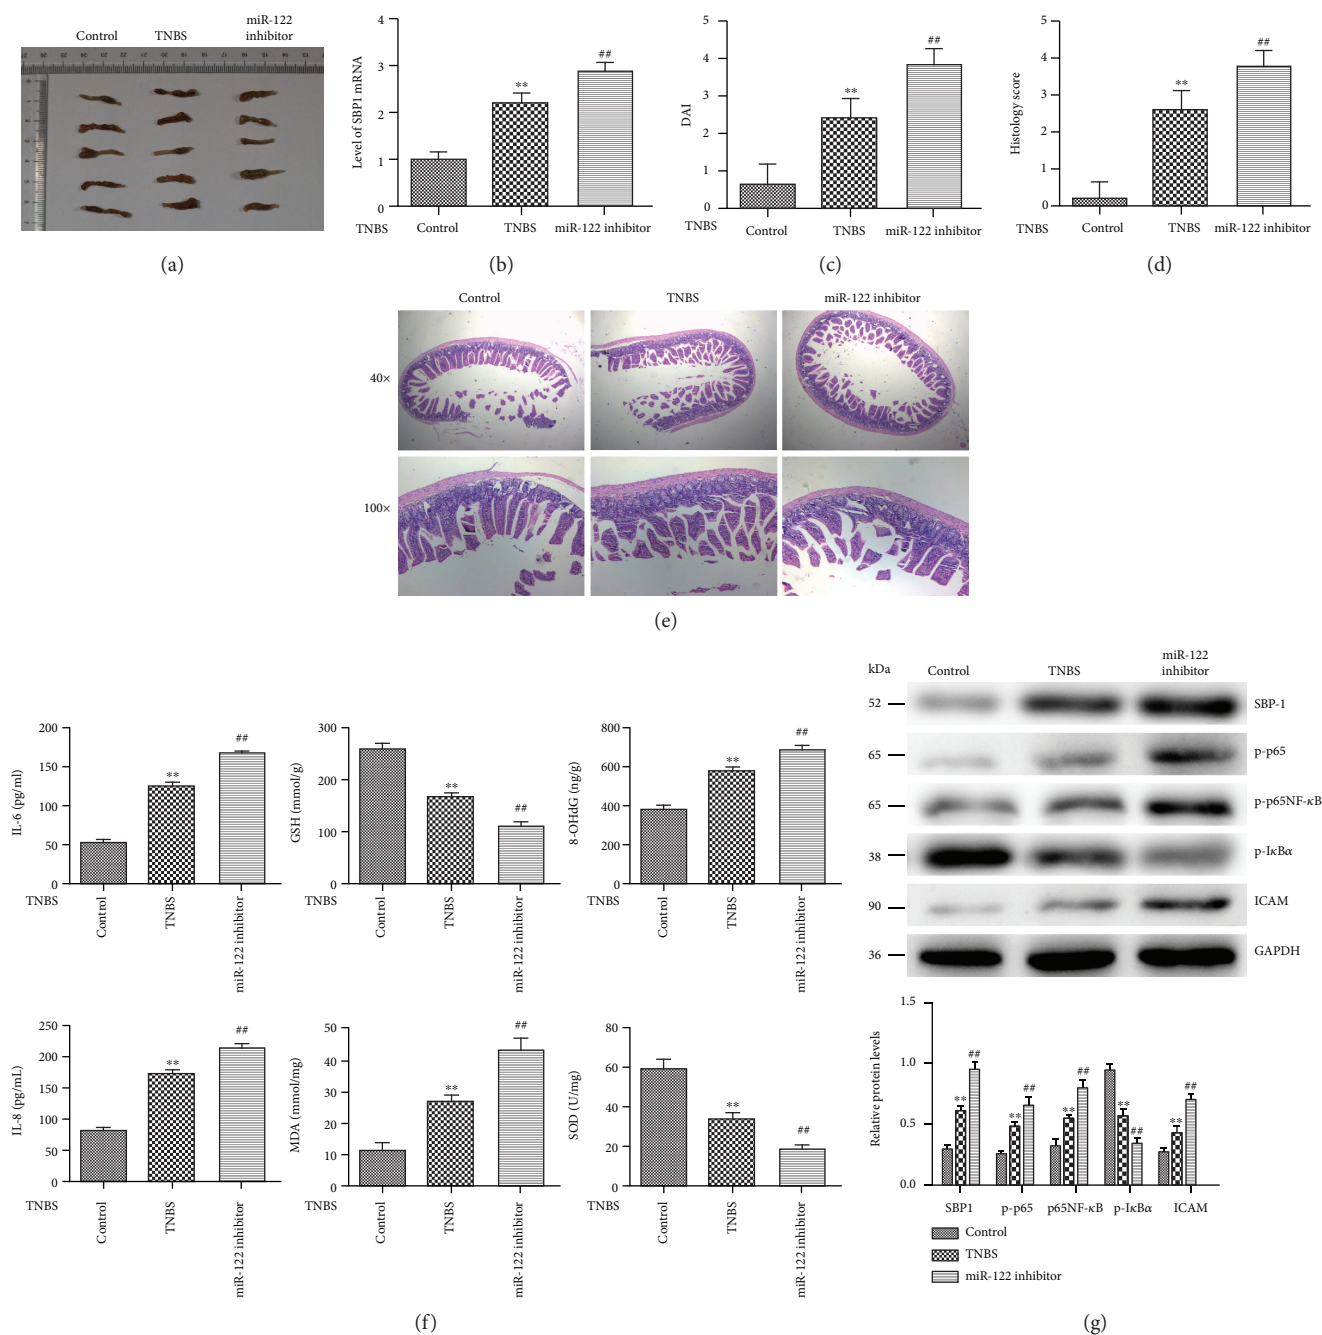 Control
TNBS
miR-122
inhibitor
(a)
Level of SBP1 mRNA
4
3
2
1
0
**
##
TNBS
Control
TNBS
miR-122 inhibitor
(b)
DAI
5
4
3
2
1
0
**
##
TNBS
Control
TNBS
miR-122 inhibitor
(c)
Histology score
5
4
3
2
1
0
**
##
TNBS
Control
TNBS
miR-122 inhibitor
(d)
Control
TNBS
miR-122 inhibitor
40×
100×
(e)
IL-6 (pg/ml)
200
150
100
50
0
**
##
TNBS
Control
TNBS
miR-122 inhibitor
GSH (mmol/g)
300
200
100
0
**
##
TNBS
Control
TNBS
miR-122 inhibitor
8-OHdG (ng/g)
800
600
400
200
0
**
##
TNBS
Control
TNBS
miR-122 inhibitor
IL-8 (pg/mL)
250
200
150
100
50
0
**
##
TNBS
Control
TNBS
miR-122 inhibitor
MDA (mmol/mg)
50
40
30
20
10
0
**
##
TNBS
Control
TNBS
miR-122 inhibitor
SOD (U/mg)
80
60
40
20
0
**
##
TNBS
Control
TNBS
miR-122 inhibitor
(f)
kDa
Control
TNBS
miR-122
inhibitor
52
SBP-1
65
p-p65
65
p-p65NF-κB
38
p-IκBα
90
ICAM
36
GAPDH
Relative protein levels
1.5
1.0
0.5
0.0
**
##
**
##
**
##
**
##
**
##
SBP1
p-p65
p65NF-κB
p-IκBα
ICAM
Control
TNBS
miR-122 inhibitor
(g)